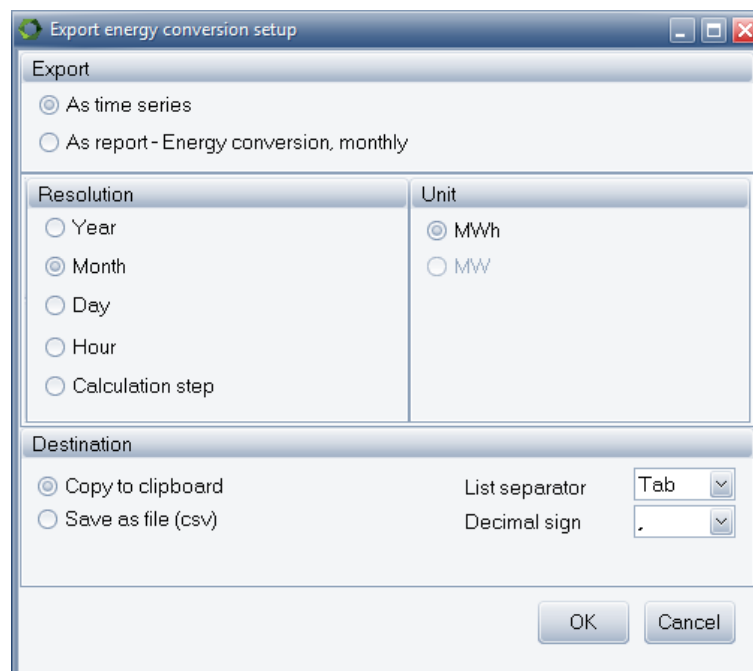 Export energy conversion setup
Export
As time series
As report - Energy conversion, monthly
Resolution
Year
Month
Day
Hour
Calculation step
Unit
MWh
MW
Destination
Copy to clipboard
Save as file (csv)
List separator
Tab
Decimal sign
,
OK
Cancel